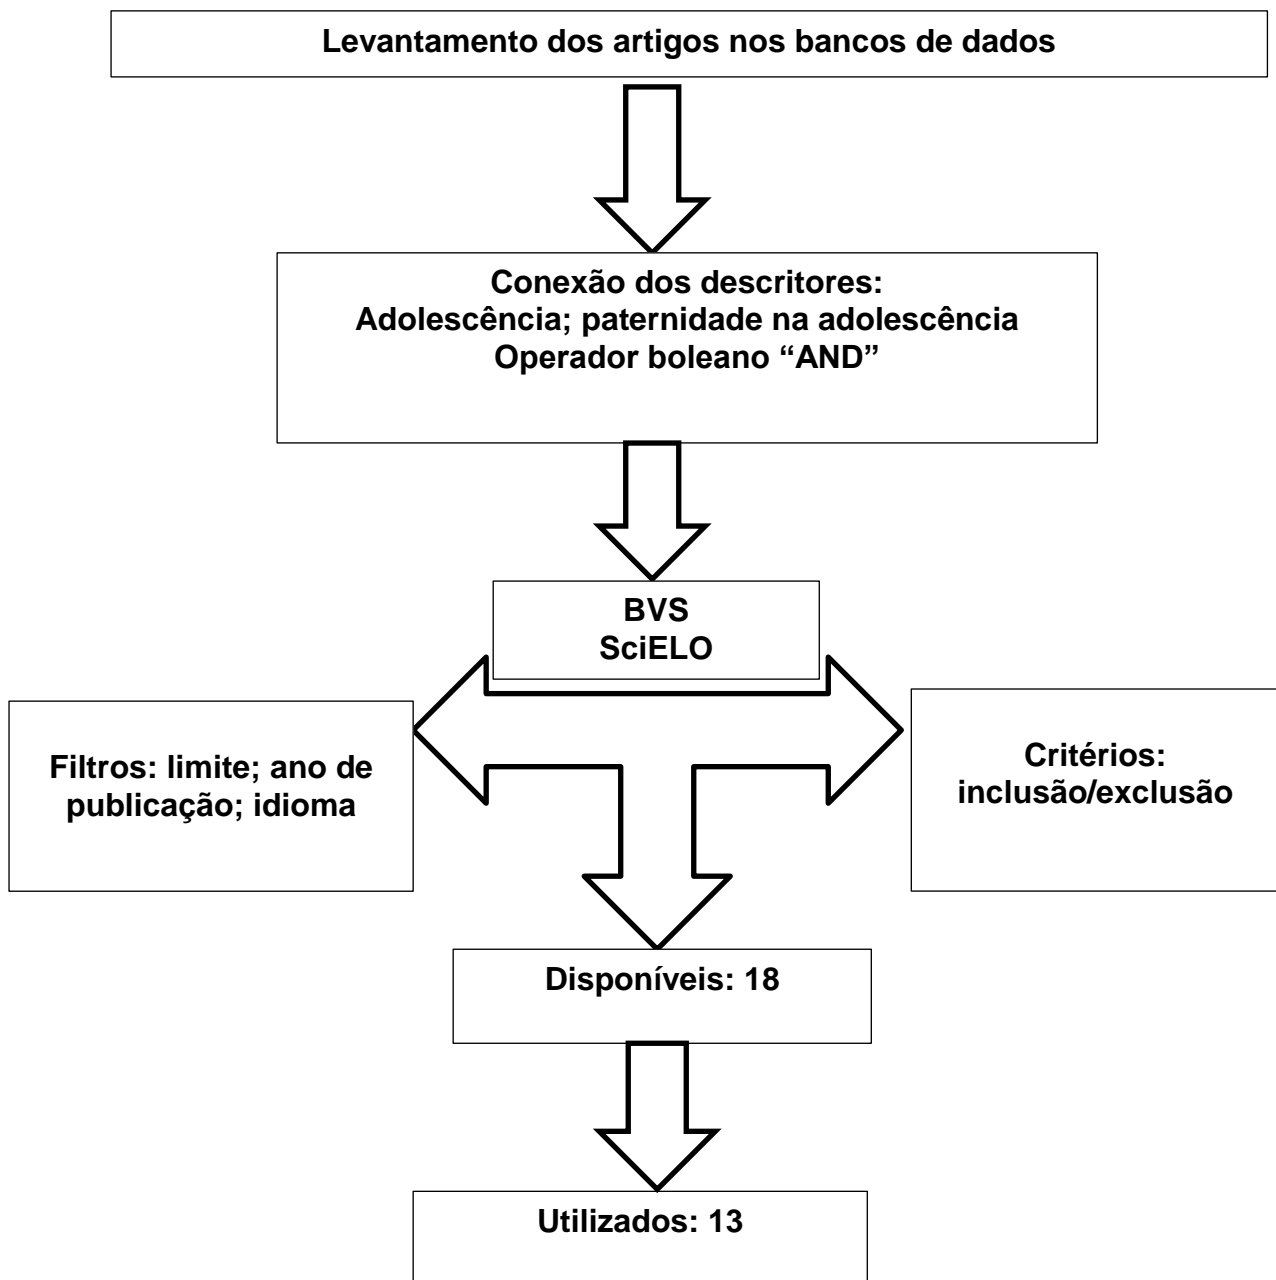 Levantamento dos artigos nos bancos de dados
Conexão dos descritores:
Adolescência; paternidade na adolescência
Operador boleano “AND”
BVS
SciELO
Filtros: limite; ano de
publicação; idioma
Critérios:
inclusão/exclusão
Disponíveis: 18
Utilizados: 13